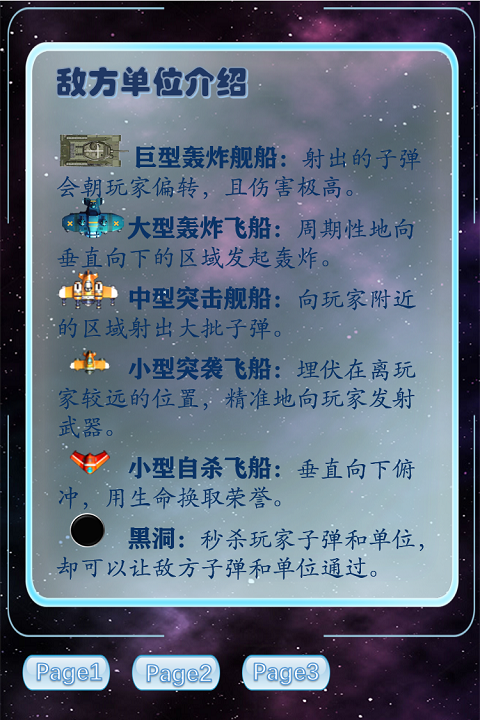 敌方单位介绍
巨型轰炸舰船：射出的子弹
会朝玩家偏转，且伤害极高。
大型轰炸飞船：周期性地向
垂直向下的区域发起轰炸。
中型突击舰船：向玩家附近
的区域射出大批子弹。
小型突袭飞船：埋伏在离玩
家较远的位置，精准地向玩家发射
武器。
小型自杀飞船：垂直向下俯
冲，用生命换取荣誉。
黑洞：秒杀玩家子弹和单位，
却可以让敌方子弹和单位通过。
Page1 Page2 Page3